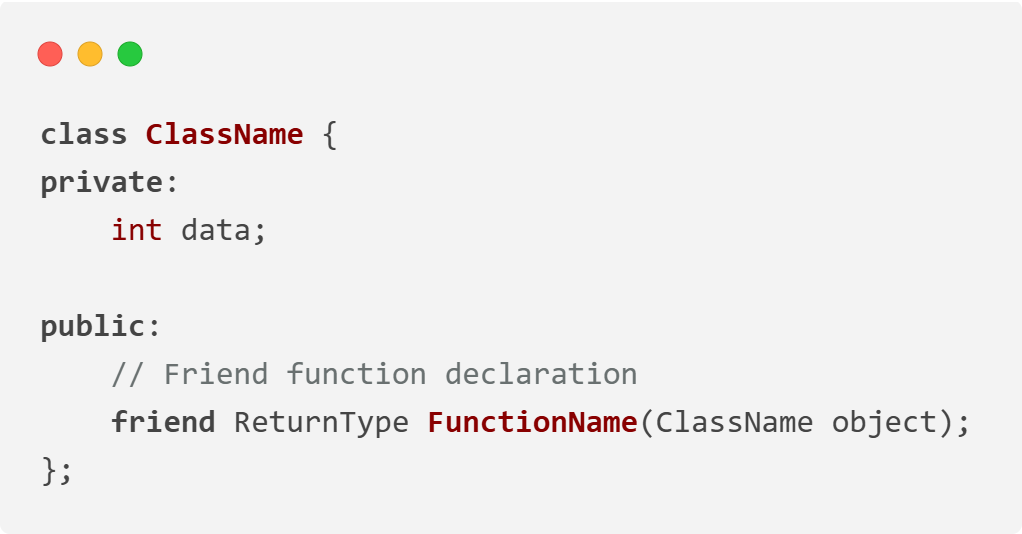 class ClassName {
private:
    int data;

public:
    // Friend function declaration
    friend ReturnType FunctionName(ClassName object);
};